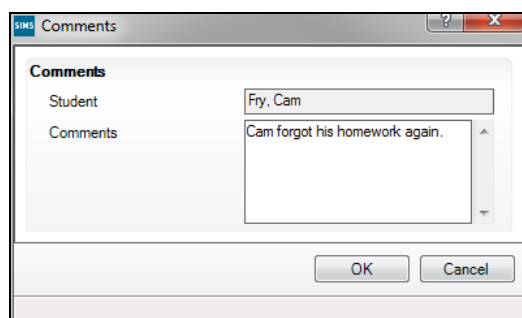 SIMS Comments ? X
Comments
Student Fry, Cam
Comments Cam forgot his homework again.
OK Cancel